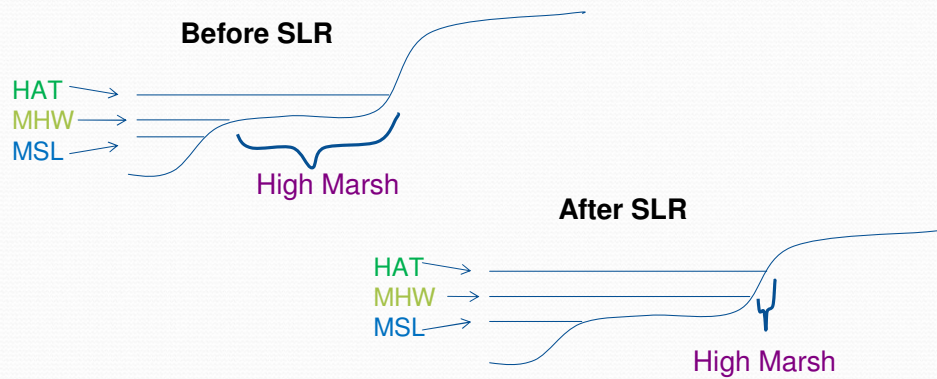 Before SLR
HAT
MHW
MSL
High Marsh
After SLR
HAT
MHW
MSL
High Marsh